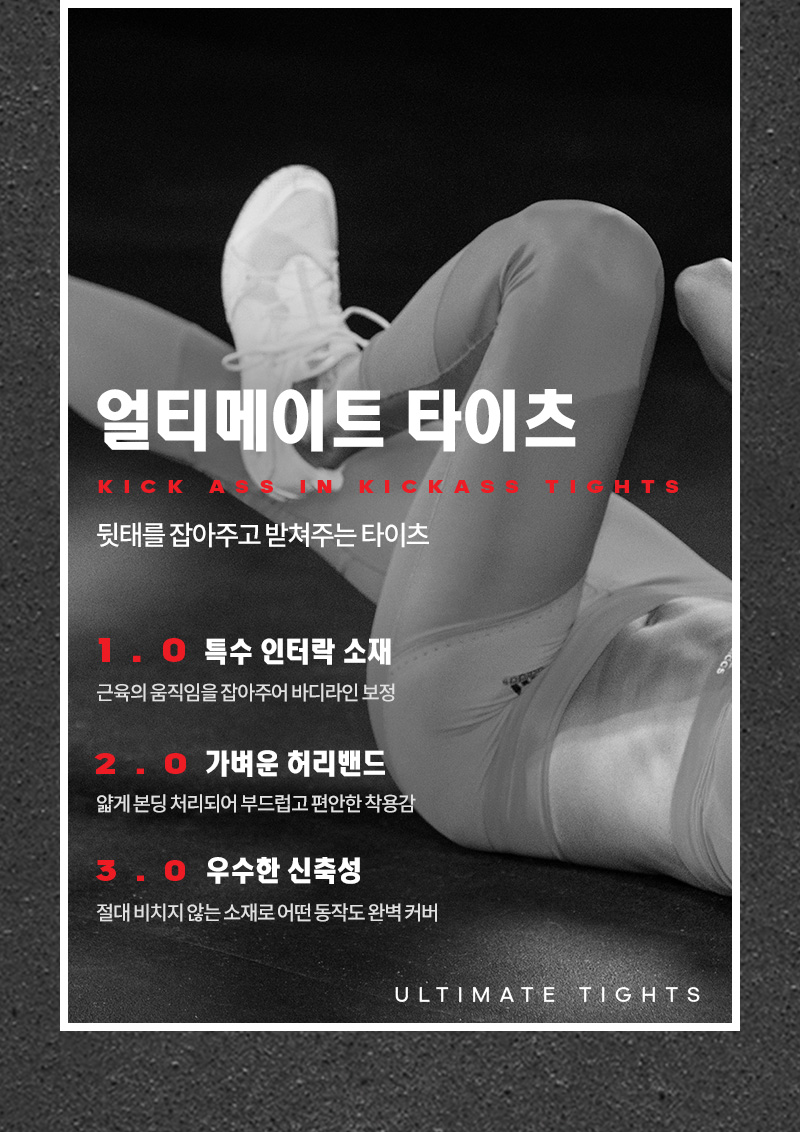 얼티메이트 타이츠
KICK ASS IN KICKASS TIGHTS
뒷태를 잡아주고 받쳐주는 타이츠
1.0 특수 인터락 소재
근육의 움직임을 잡아주어 바디라인 보정
2.0 가벼운 허리밴드
얇게 본딩 처리되어 부드럽고 편안한 착용감
3.0 우수한 신축성
절대 비치지 않는 소재로 어떤 동작도 완벽 커버
ULTIMATE TIGHTS